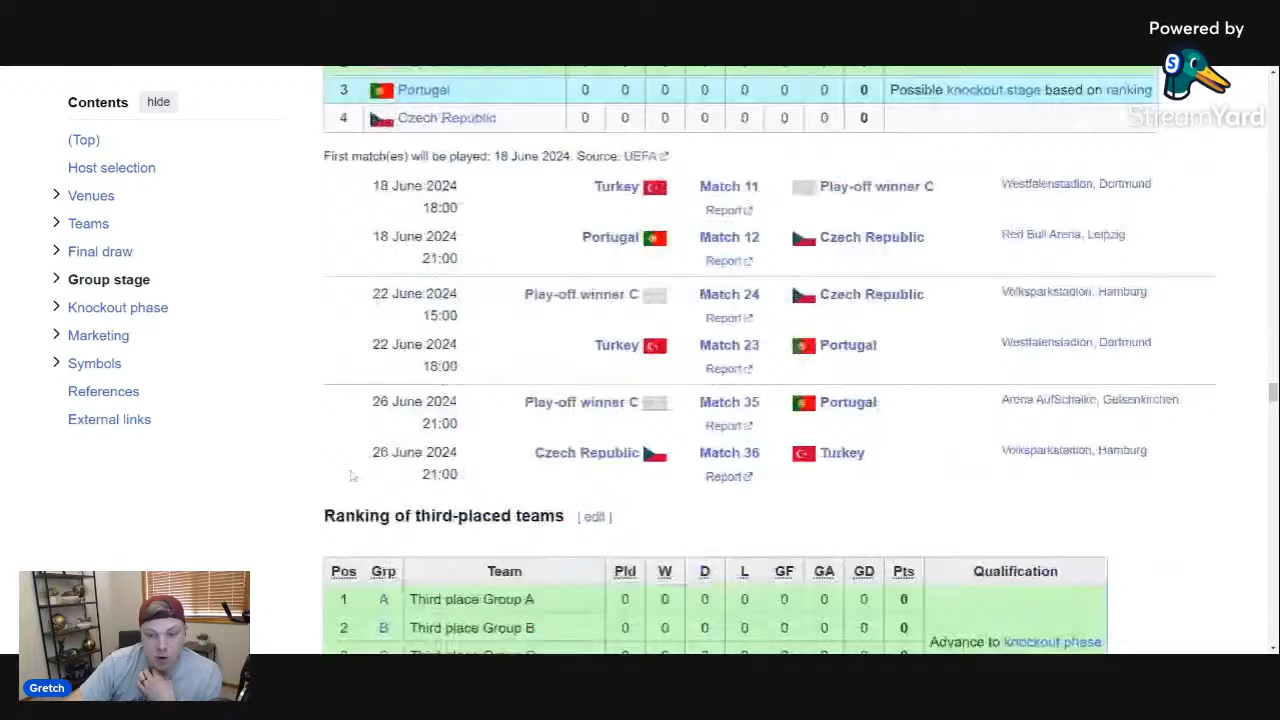 Powered by
S
StreamYard
Contents hide
(Top)
Host selection
Venues
Teams
Final draw
Group stage
Knockout phase
Marketing
Symbols
References
External links
3 Portugal 0 0 0 0 0 0 0 0 Possible knockout stage based on ranking
4 Czech Republic 0 0 0 0 0 0 0 0
First match(es) will be played: 18 June 2024. Source: UEFA
18 June 2024 Turkey Match 11 Play-off winner C Westfalenstadion, Dortmund
18:00 Report
18 June 2024 Portugal Match 12 Czech Republic Red Bull Arena, Leipzig
21:00 Report
22 June 2024 Play-off winner C Match 24 Czech Republic Volksparkstadion, Hamburg
15:00 Report
22 June 2024 Turkey Match 23 Portugal Westfalenstadion, Dortmund
18:00 Report
26 June 2024 Play-off winner C Match 35 Portugal Arena AufSchalke, Gelsenkirchen
21:00 Report
26 June 2024 Czech Republic Match 36 Turkey Volksparkstadion, Hamburg
21:00 Report
Ranking of third-placed teams [ edit ]
Pos Grp Team Pld W D L GF GA GD Pts Qualification
1 A Third place Group A 0 0 0 0 0 0 0 0
2 B Third place Group B 0 0 0 0 0 0 0 0
Advance to knockout phase
Gretch